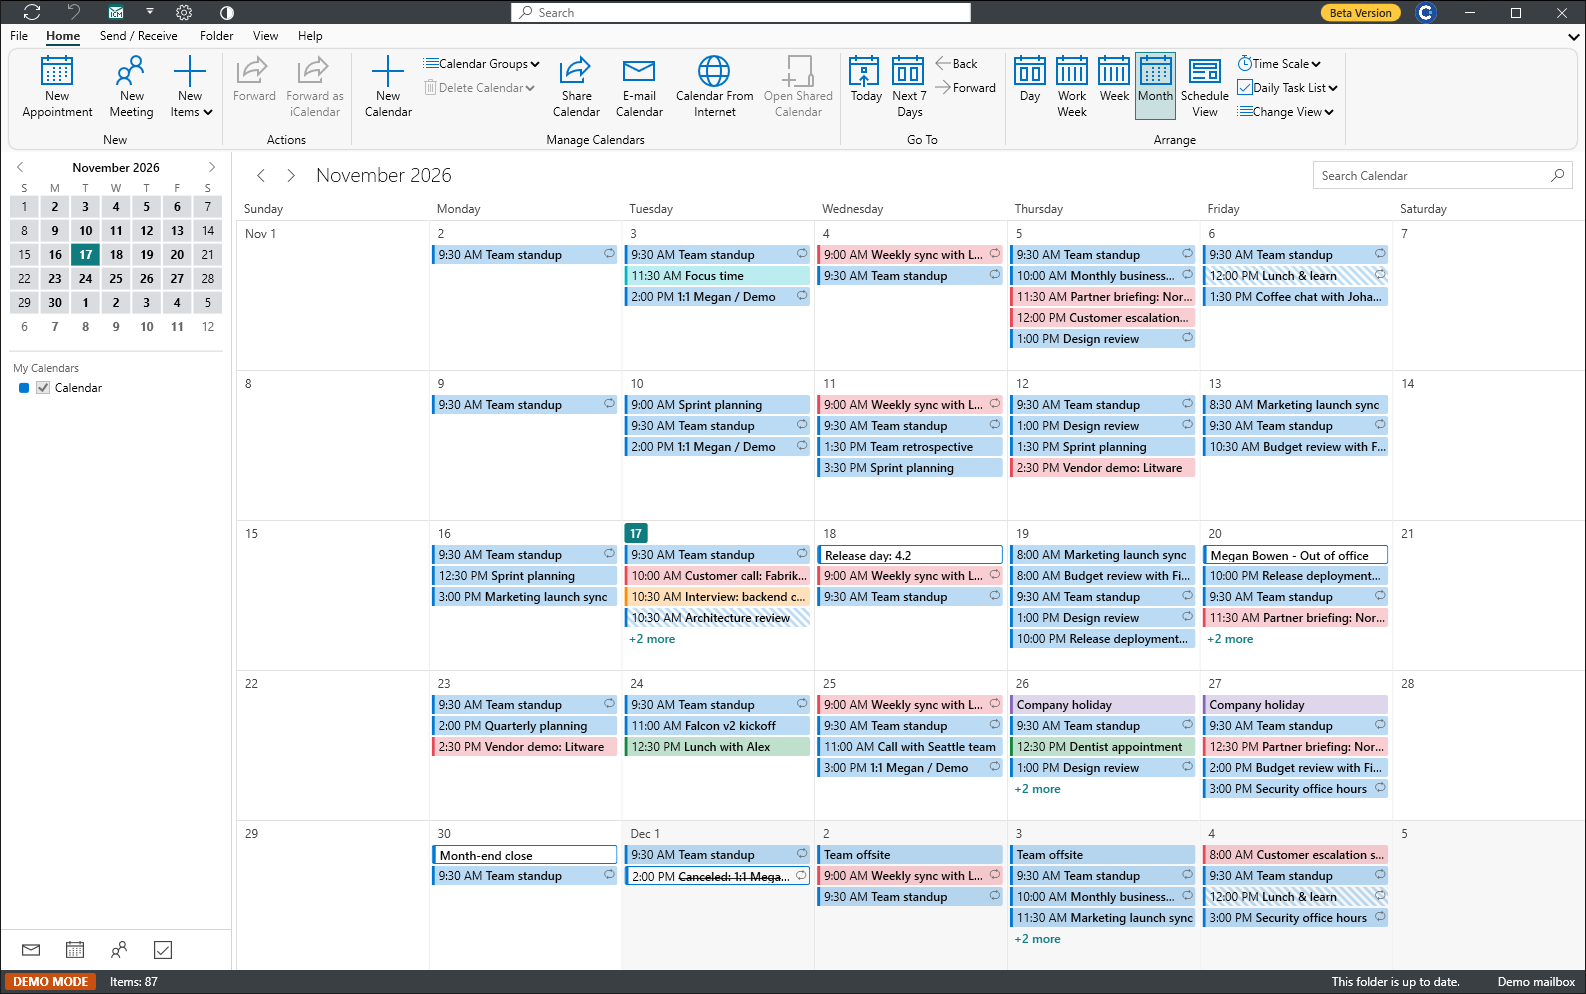 Search
Beta Version
File Home Send / Receive Folder View Help
New Appointment
New Meeting
New Items
New
Forward
Forward as iCalendar
Actions
New Calendar
Calendar Groups
Delete Calendar
Share Calendar
E-mail Calendar
Calendar From Internet
Open Shared Calendar
Manage Calendars
Today
Next 7 Days
Back
Forward
Go To
Day
Work Week
Week
Month
Schedule View
Time Scale
Daily Task List
Change View
Arrange
November 2026
S M T W T F S
1 2 3 4 5 6 7
8 9 10 11 12 13 14
15 16 17 18 19 20 21
22 23 24 25 26 27 28
29 30 1 2 3 4 5
6 7 8 9 10 11 12
My Calendars
Calendar
November 2026
Search Calendar
Sunday Monday Tuesday Wednesday Thursday Friday Saturday
Nov 1
2
9:30 AM Team standup
3
9:30 AM Team standup
11:30 AM Focus time
2:00 PM 1:1 Megan / Demo
4
9:00 AM Weekly sync with L...
9:30 AM Team standup
5
9:30 AM Team standup
10:00 AM Monthly business...
11:30 AM Partner briefing: Nor...
12:00 PM Customer escalation...
1:00 PM Design review
6
9:30 AM Team standup
12:00 PM Lunch & learn
1:30 PM Coffee chat with Joha...
7
8
9
9:30 AM Team standup
10
9:00 AM Sprint planning
9:30 AM Team standup
2:00 PM 1:1 Megan / Demo
11
9:00 AM Weekly sync with L...
9:30 AM Team standup
1:30 PM Team retrospective
3:30 PM Sprint planning
12
9:30 AM Team standup
1:00 PM Design review
1:30 PM Sprint planning
2:30 PM Vendor demo: Litware
13
8:30 AM Marketing launch sync
9:30 AM Team standup
10:30 AM Budget review with F...
14
15
16
9:30 AM Team standup
12:30 PM Sprint planning
3:00 PM Marketing launch sync
17
9:30 AM Team standup
10:00 AM Customer call: Fabrik...
10:30 AM Interview: backend c...
10:30 AM Architecture review
+2 more
18
Release day: 4.2
9:00 AM Weekly sync with L...
9:30 AM Team standup
19
8:00 AM Marketing launch sync
8:00 AM Budget review with Fi...
9:30 AM Team standup
1:00 PM Design review
10:00 PM Release deployment...
20
Megan Bowen - Out of office
10:00 PM Release deployment...
9:30 AM Team standup
11:30 AM Partner briefing: Nor...
+2 more
21
22
23
9:30 AM Team standup
2:00 PM Quarterly planning
2:30 PM Vendor demo: Litware
24
9:30 AM Team standup
11:00 AM Falcon v2 kickoff
12:30 PM Lunch with Alex
25
9:00 AM Weekly sync with L...
9:30 AM Team standup
11:00 AM Call with Seattle team
3:00 PM 1:1 Megan / Demo
26
Company holiday
9:30 AM Team standup
12:30 PM Dentist appointment
1:00 PM Design review
+2 more
27
Company holiday
9:30 AM Team standup
12:30 PM Partner briefing: Nor...
2:00 PM Budget review with Fi...
3:00 PM Security office hours
28
29
30
Month-end close
9:30 AM Team standup
Dec 1
9:30 AM Team standup
2:00 PM Canceled: 1:1 Mega...
2
Team offsite
9:00 AM Weekly sync with L...
9:30 AM Team standup
3
Team offsite
9:30 AM Team standup
10:00 AM Monthly business...
11:30 AM Marketing launch sync
+2 more
4
8:00 AM Customer escalation s...
9:30 AM Team standup
12:00 PM Lunch & learn
3:00 PM Security office hours
5
DEMO MODE
Items: 87
This folder is up to date.
Demo mailbox